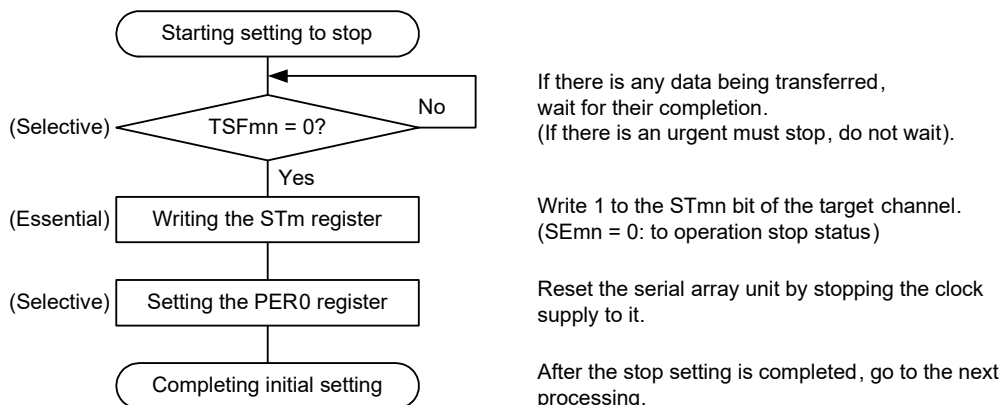 Starting setting to stop
If there is any data being transferred,
No
wait for their completion.
(Selective)
TSFmn = 0?
(If there is an urgent must stop, do not wait).
Yes
(Essential)
Writing the STm register
Write 1 to the STmn bit of the target channel.
(SEmn = 0: to operation stop status)
(Selective)
Setting the PER0 register
Reset the serial array unit by stopping the clock
supply to it.
Completing initial setting
After the stop setting is completed, go to the next
processing.